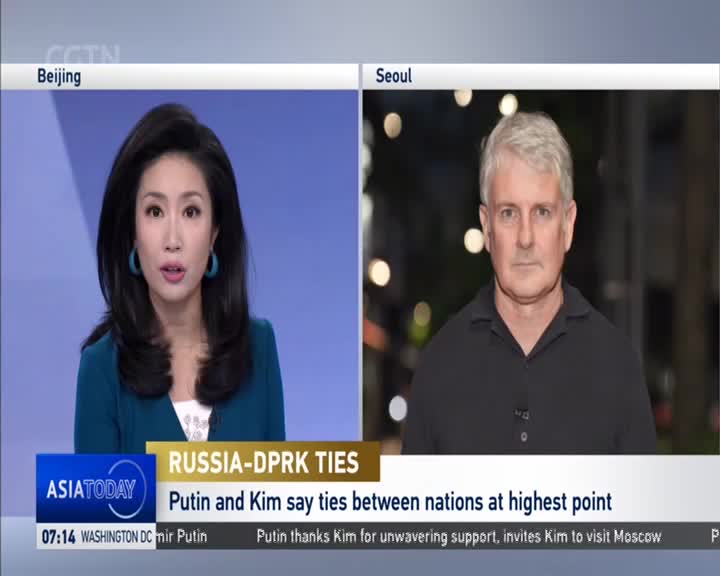 CGTN
Beijing
Seoul
RUSSIA-DPRK TIES
Putin and Kim say ties between nations at highest point
ASIA TODAY
07:14 WASHINGTON DC
mir Putin Putin thanks Kim for unwavering support, invites Kim to visit Moscow P